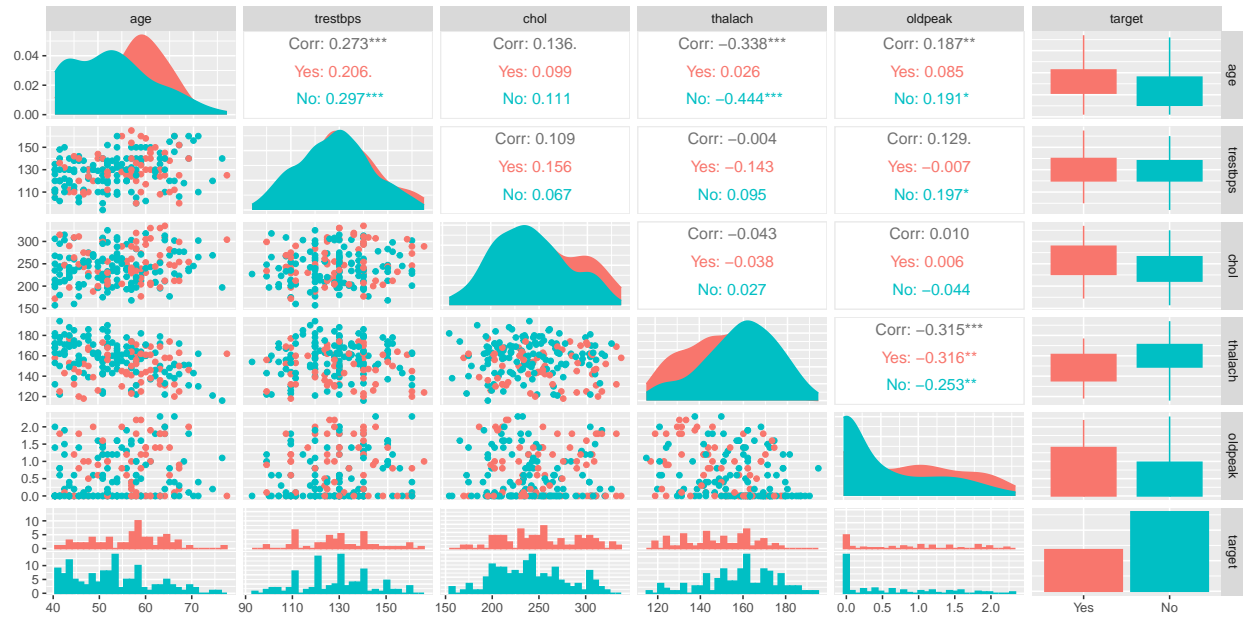 age trestbps chol thalach oldpeak target
0.04 Corr: 0.273*** Corr: 0.136. Corr: −0.338*** Corr: 0.187** age
0.02 Yes: 0.206. Yes: 0.099 Yes: 0.026 Yes: 0.085
0.00 No: 0.297*** No: 0.111 No: −0.444*** No: 0.191*
150 Corr: 0.109 Corr: −0.004 Corr: 0.129. trestbps
130 Yes: 0.156 Yes: −0.143 Yes: −0.007
110 No: 0.067 No: 0.095 No: 0.197*
300 Corr: −0.043 Corr: 0.010 chol
250 Yes: −0.038 Yes: 0.006
200 No: 0.027 No: −0.044
150
180 Corr: −0.315*** thalach
160 Yes: −0.316**
140 No: −0.253**
120
2.0 oldpeak
1.5
1.0
0.5
0.0
10 target
5
0
10
5
0
40 50 60 70 90 110 130 150 150 200 250 300 120 140 160 180 0.0 0.5 1.0 1.5 2.0 Yes No